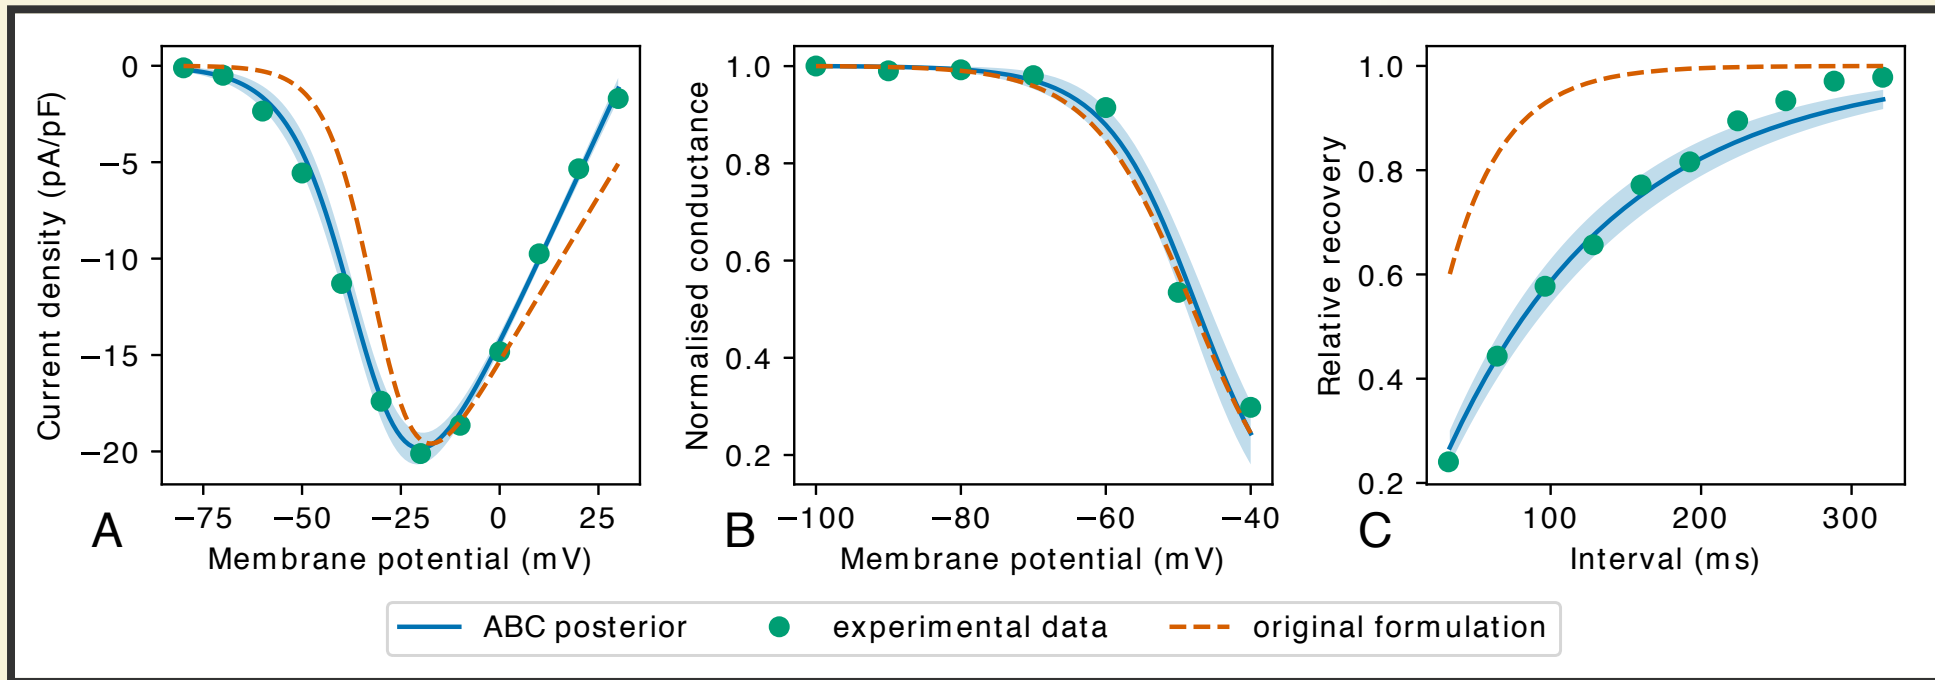 Current density (pA/pF)
0
−5
−10
−15
−20
−75
−50
−25
0
25
Membrane potential (mV)
A
Normalised conductance
1.0
0.8
0.6
0.4
0.2
−100
−80
−60
−40
Membrane potential (mV)
B
Relative recovery
1.0
0.8
0.6
0.4
0.2
100
200
300
Interval (ms)
C
ABC posterior
experimental data
original formulation